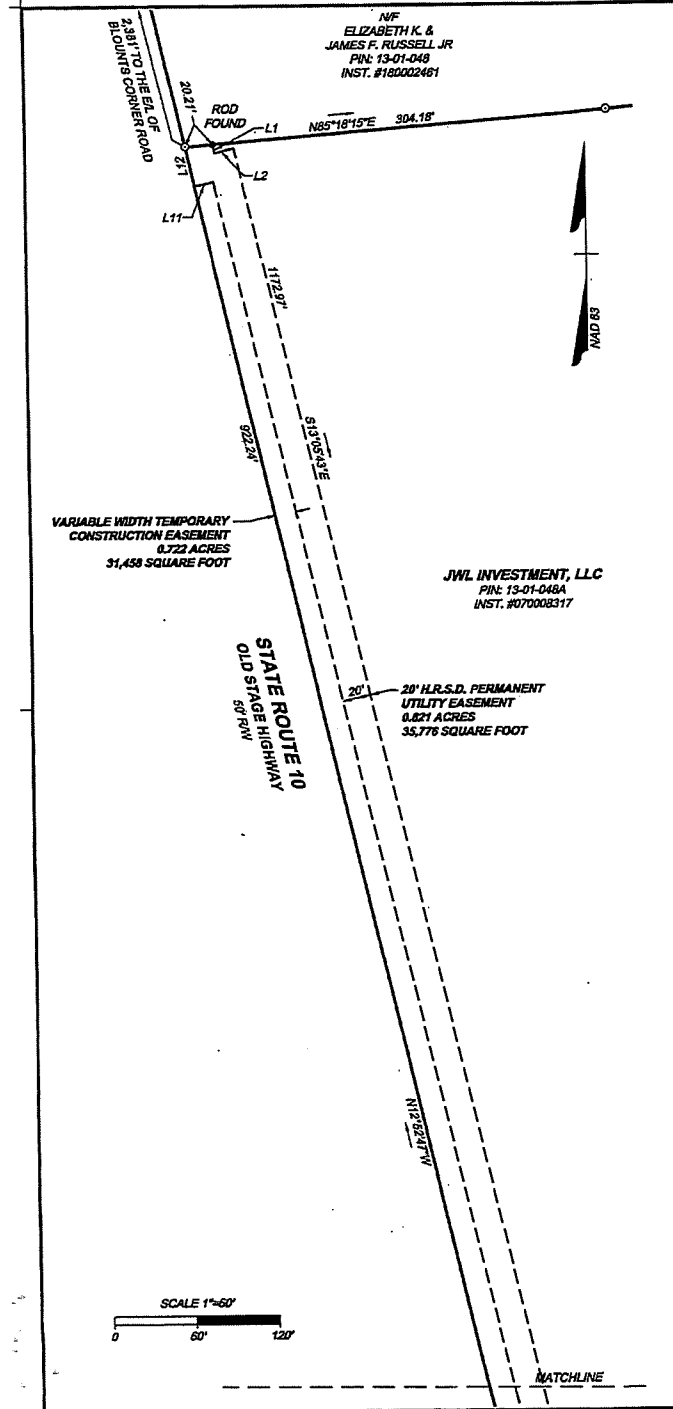 N/F
ELIZABETH K. &
JAMES F. RUSSELL JR
PIN: 13-01-048
INST. #180002461
2,381' TO THE E/L OF
BLOUNTS CORNER ROAD
20.21'
ROD
FOUND
L1
N85°18'15"E 304.18'
L12
L2
L11
1172.97'
NAD 83
922.24'
S13°05'43"E
VARIABLE WIDTH TEMPORARY
CONSTRUCTION EASEMENT
0.722 ACRES
31,458 SQUARE FOOT
JWL INVESTMENT, LLC
PIN: 13-01-048A
INST. #070008317
STATE ROUTE 10
OLD STAGE HIGHWAY
60' R/W
20'
20' H.R.S.D. PERMANENT
UTILITY EASEMENT
0.821 ACRES
35,776 SQUARE FOOT
N12°52'47"W
SCALE 1"=60'
0 60' 120'
MATCHLINE